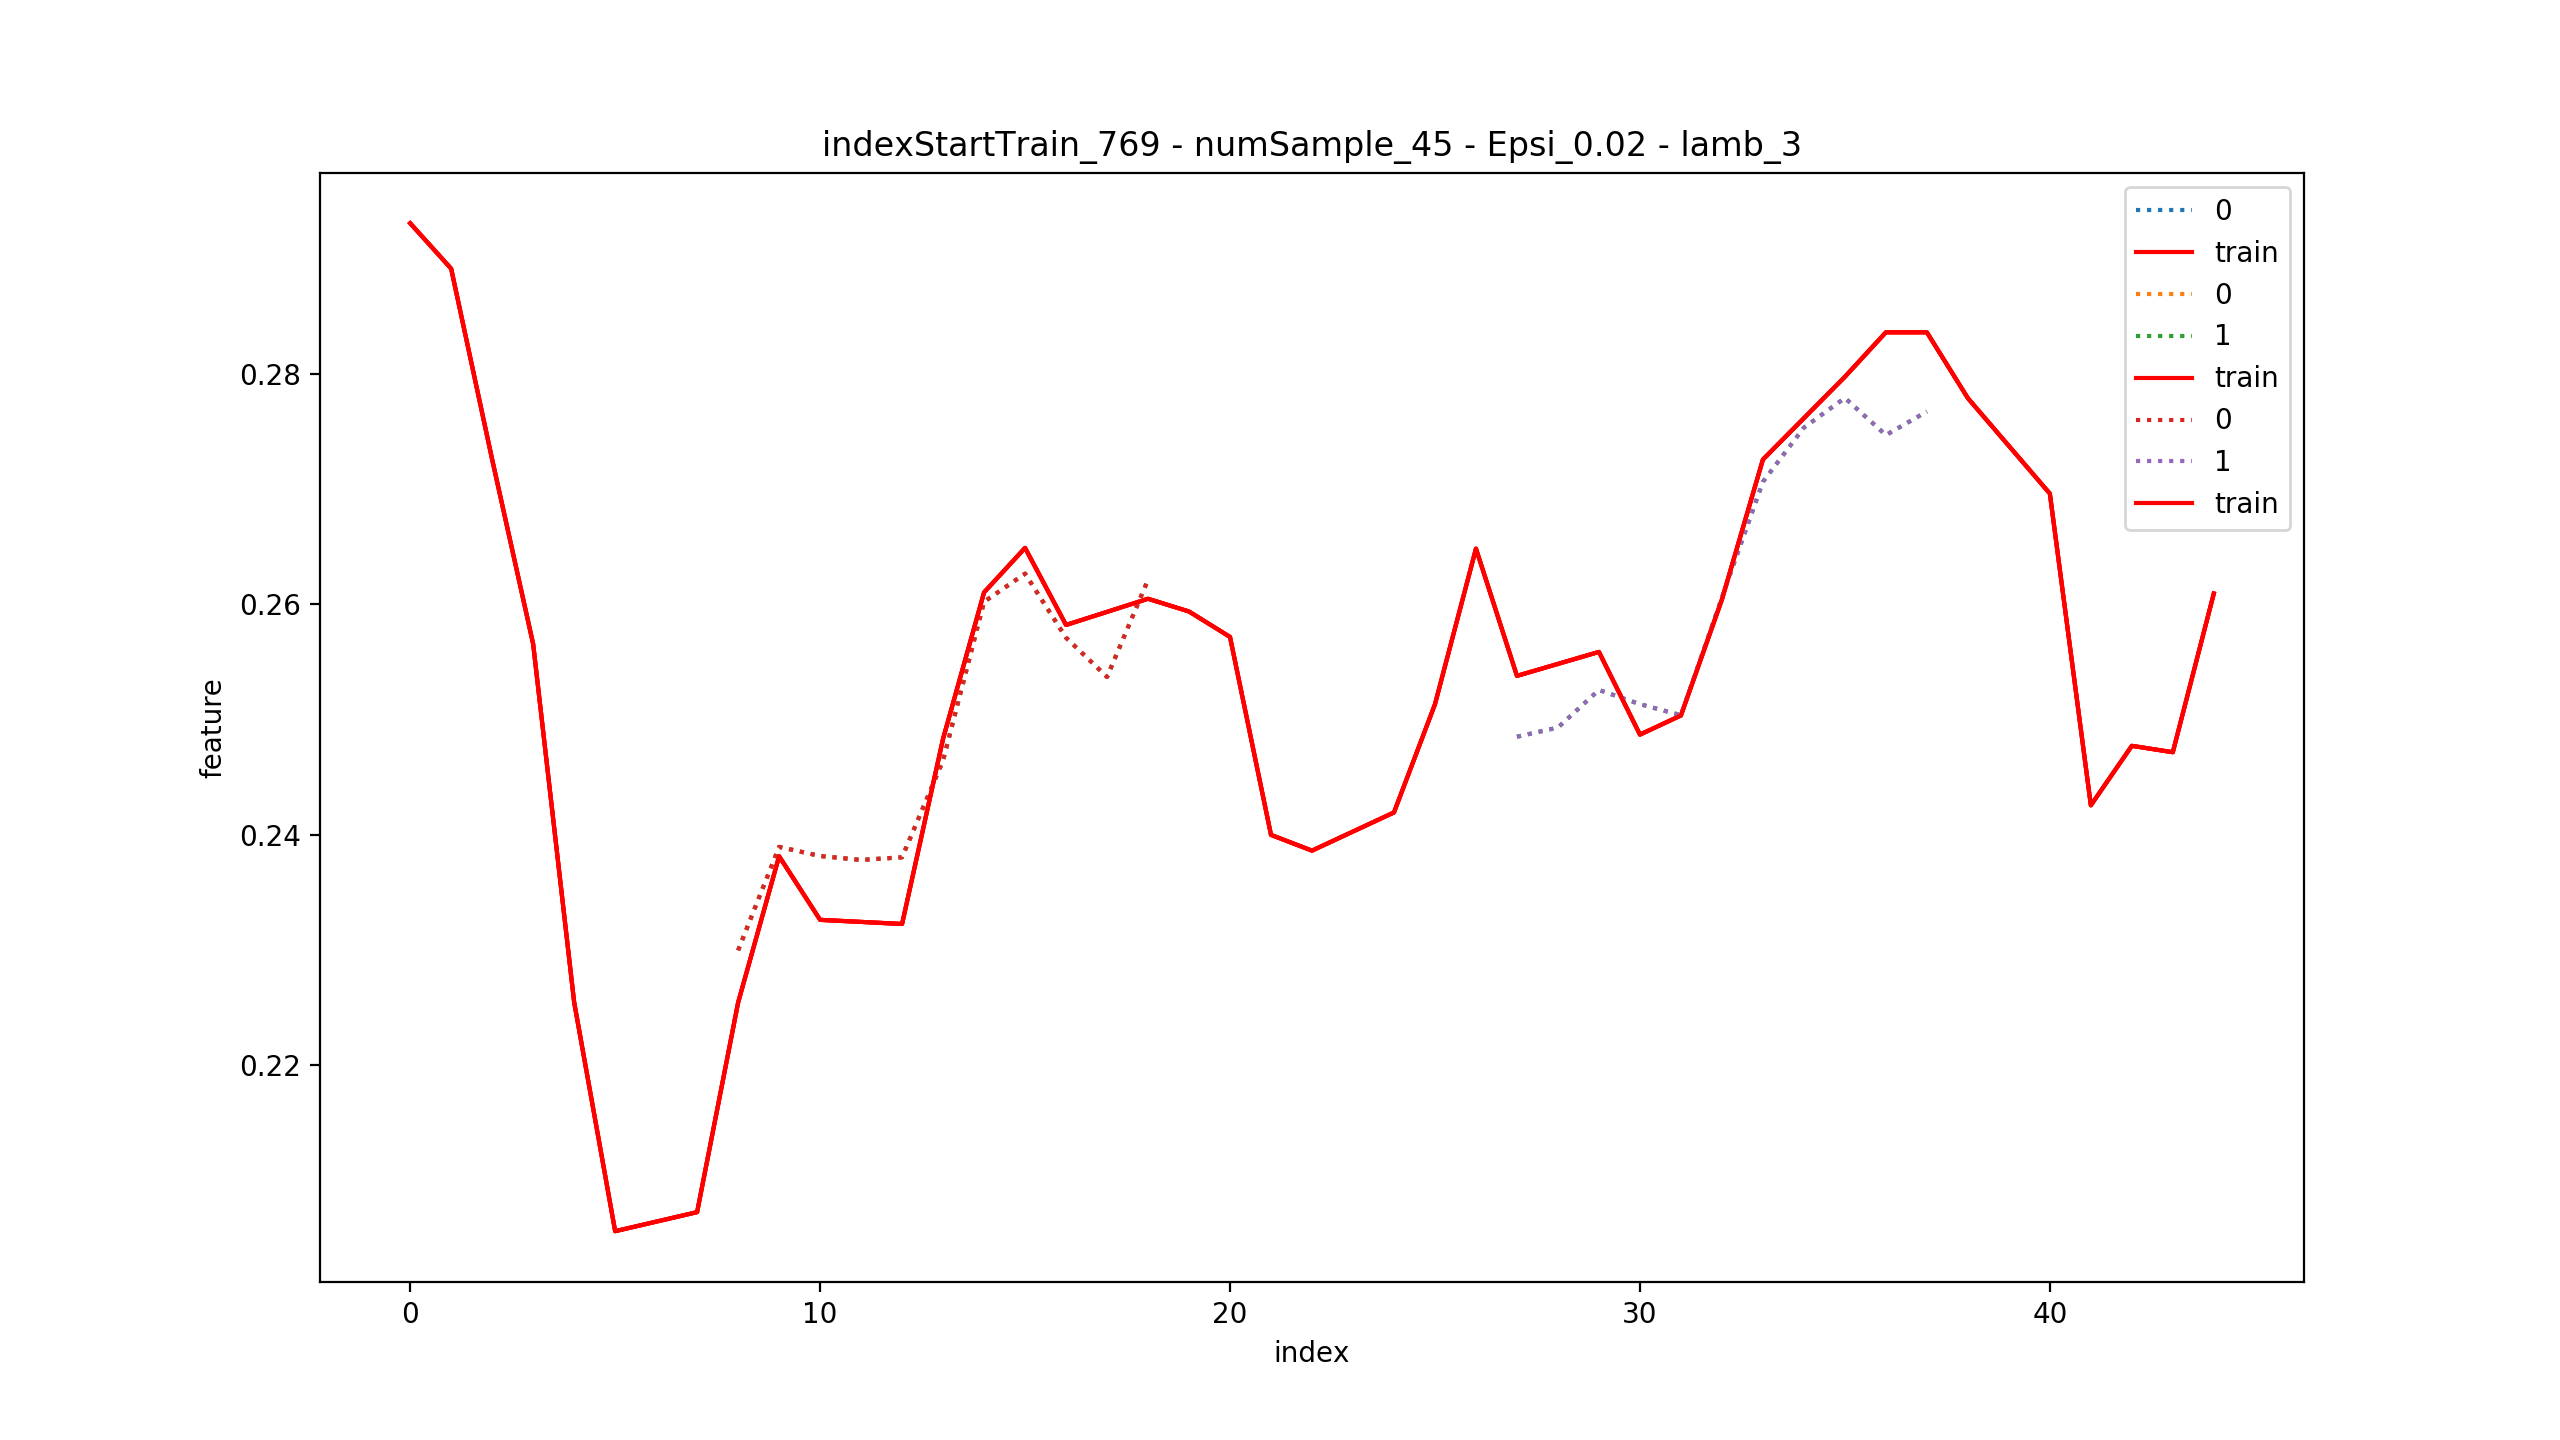 indexStartTrain_769 - numSample_45 - Epsi_0.02 - lamb_3
0
train
0
1
train
0
1
train
0.28
0.26
0.24
0.22
feature
0 10 20 30 40
index